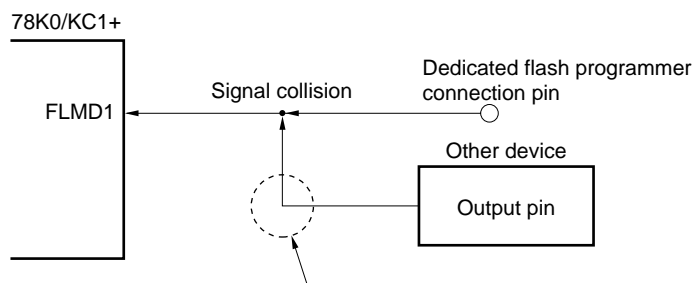 78K0/KC1+
Dedicated flash programmer
connection pin
Signal collision
FLMD1
Other device
Output pin